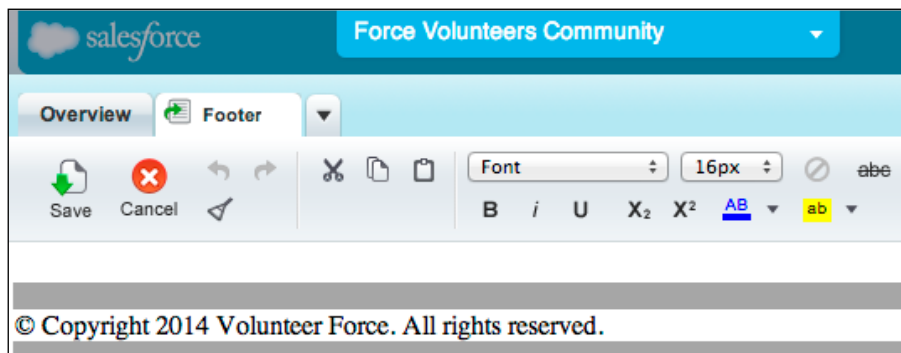 salesforce
Force Volunteers Community
Overview
Footer
Font
16px
abc
Save
Cancel
B i U X₂ X² AB ab
© Copyright 2014 Volunteer Force. All rights reserved.